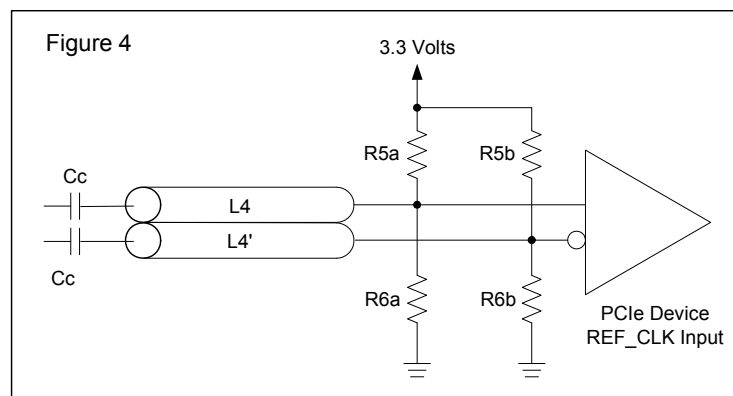 Figure 4
3.3 Volts
R5a
R5b
Cc
L4
L4'
Cc
R6a
R6b
PCIe Device
REF_CLK Input